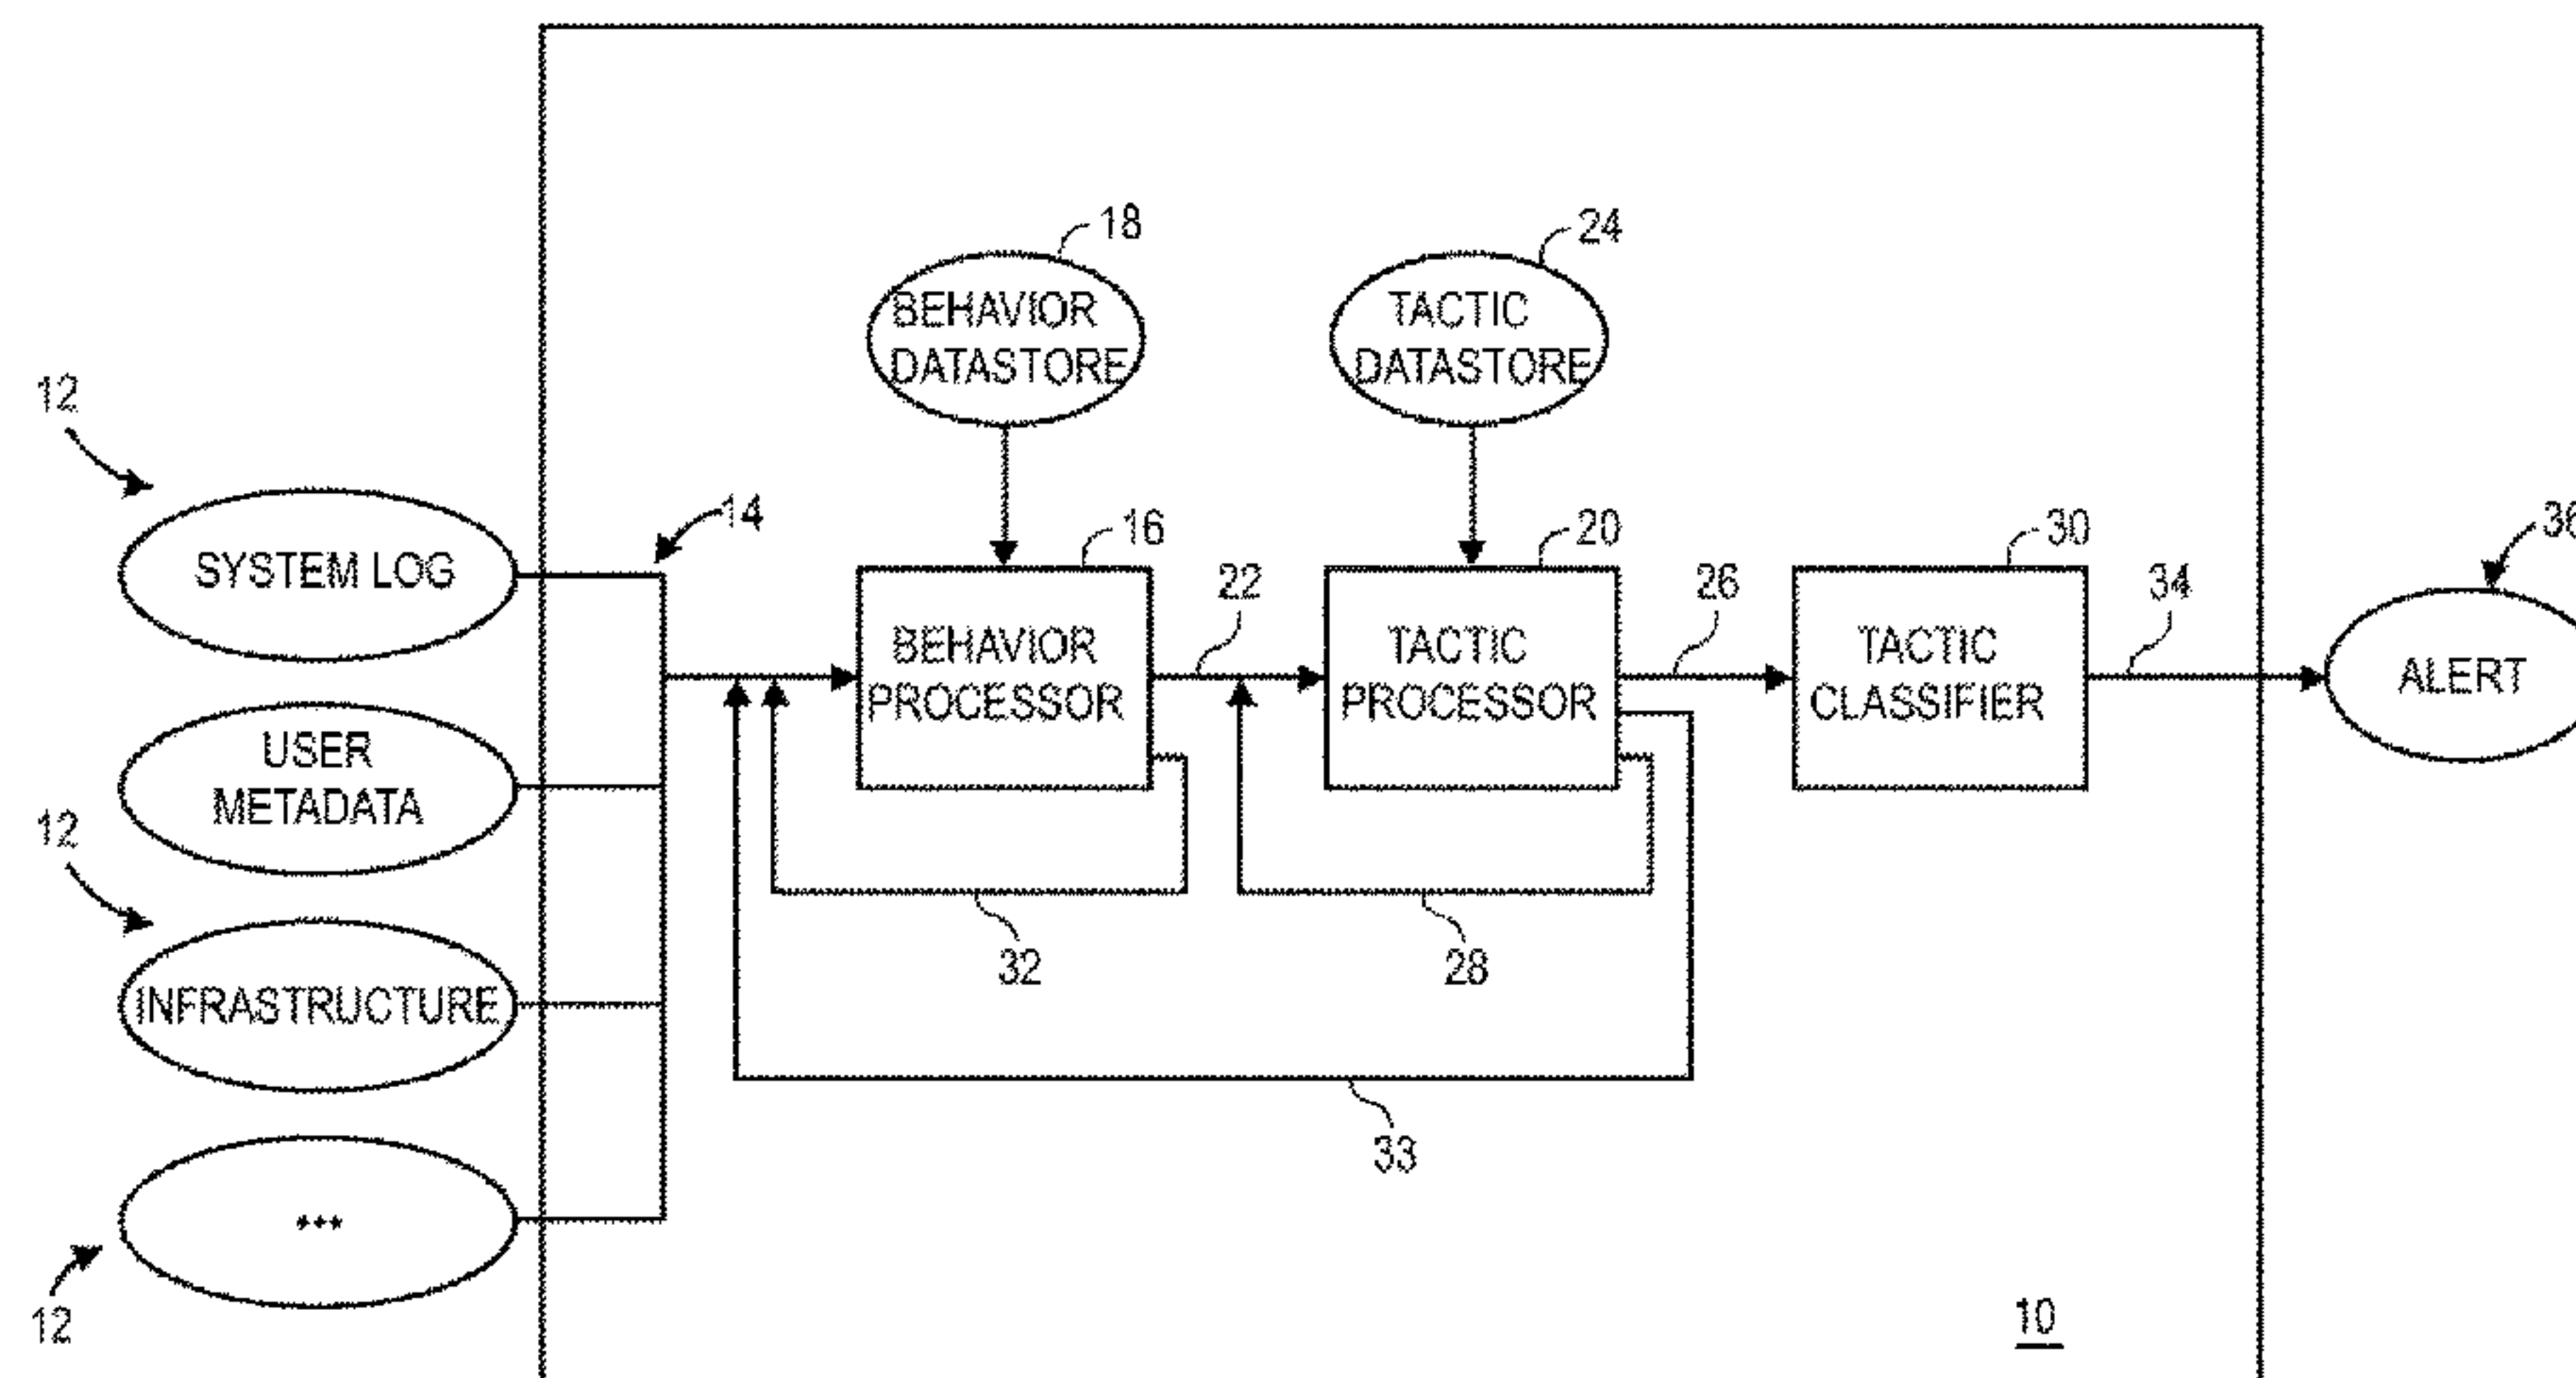 18
24
BEHAVIOR
DATASTORE
TACTIC
DATASTORE
12
14
16
20
30
36
SYSTEM LOG
22
26
34
BEHAVIOR
PROCESSOR
TACTIC
PROCESSOR
TACTIC
CLASSIFIER
ALERT
USER
METADATA
12
32
28
INFRASTRUCTURE
33
•••
12
10